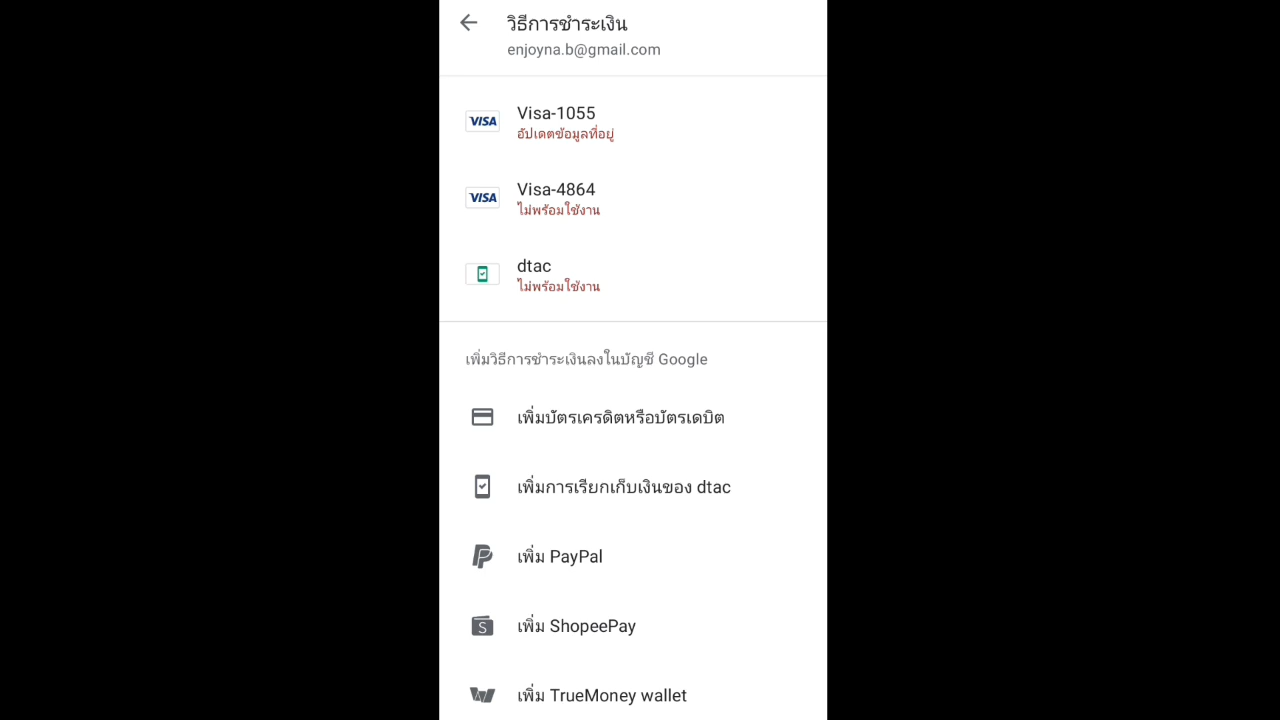 วิธีการชำระเงิน
enjoyna.b@gmail.com
VISA
Visa-1055
อัปเดตข้อมูลที่อยู่
VISA
Visa-4864
ไม่พร้อมใช้งาน
dtac
ไม่พร้อมใช้งาน
เพิ่มวิธีการชำระเงินลงในบัญชี Google
เพิ่มบัตรเครดิตหรือบัตรเดบิต
เพิ่มการเรียกเก็บเงินของ dtac
เพิ่ม PayPal
S
เพิ่ม ShopeePay
เพิ่ม TrueMoney wallet